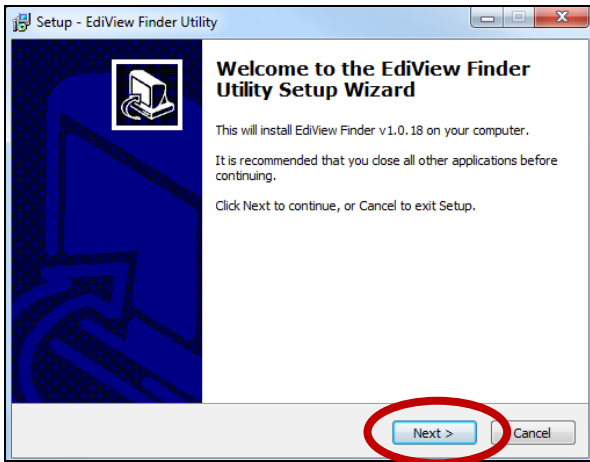 Setup - EdiView Finder Utility
Welcome to the EdiView Finder
Utility Setup Wizard
This will install EdiView Finder v1.0.18 on your computer.
It is recommended that you close all other applications before
continuing.
Click Next to continue, or Cancel to exit Setup.
Next > Cancel